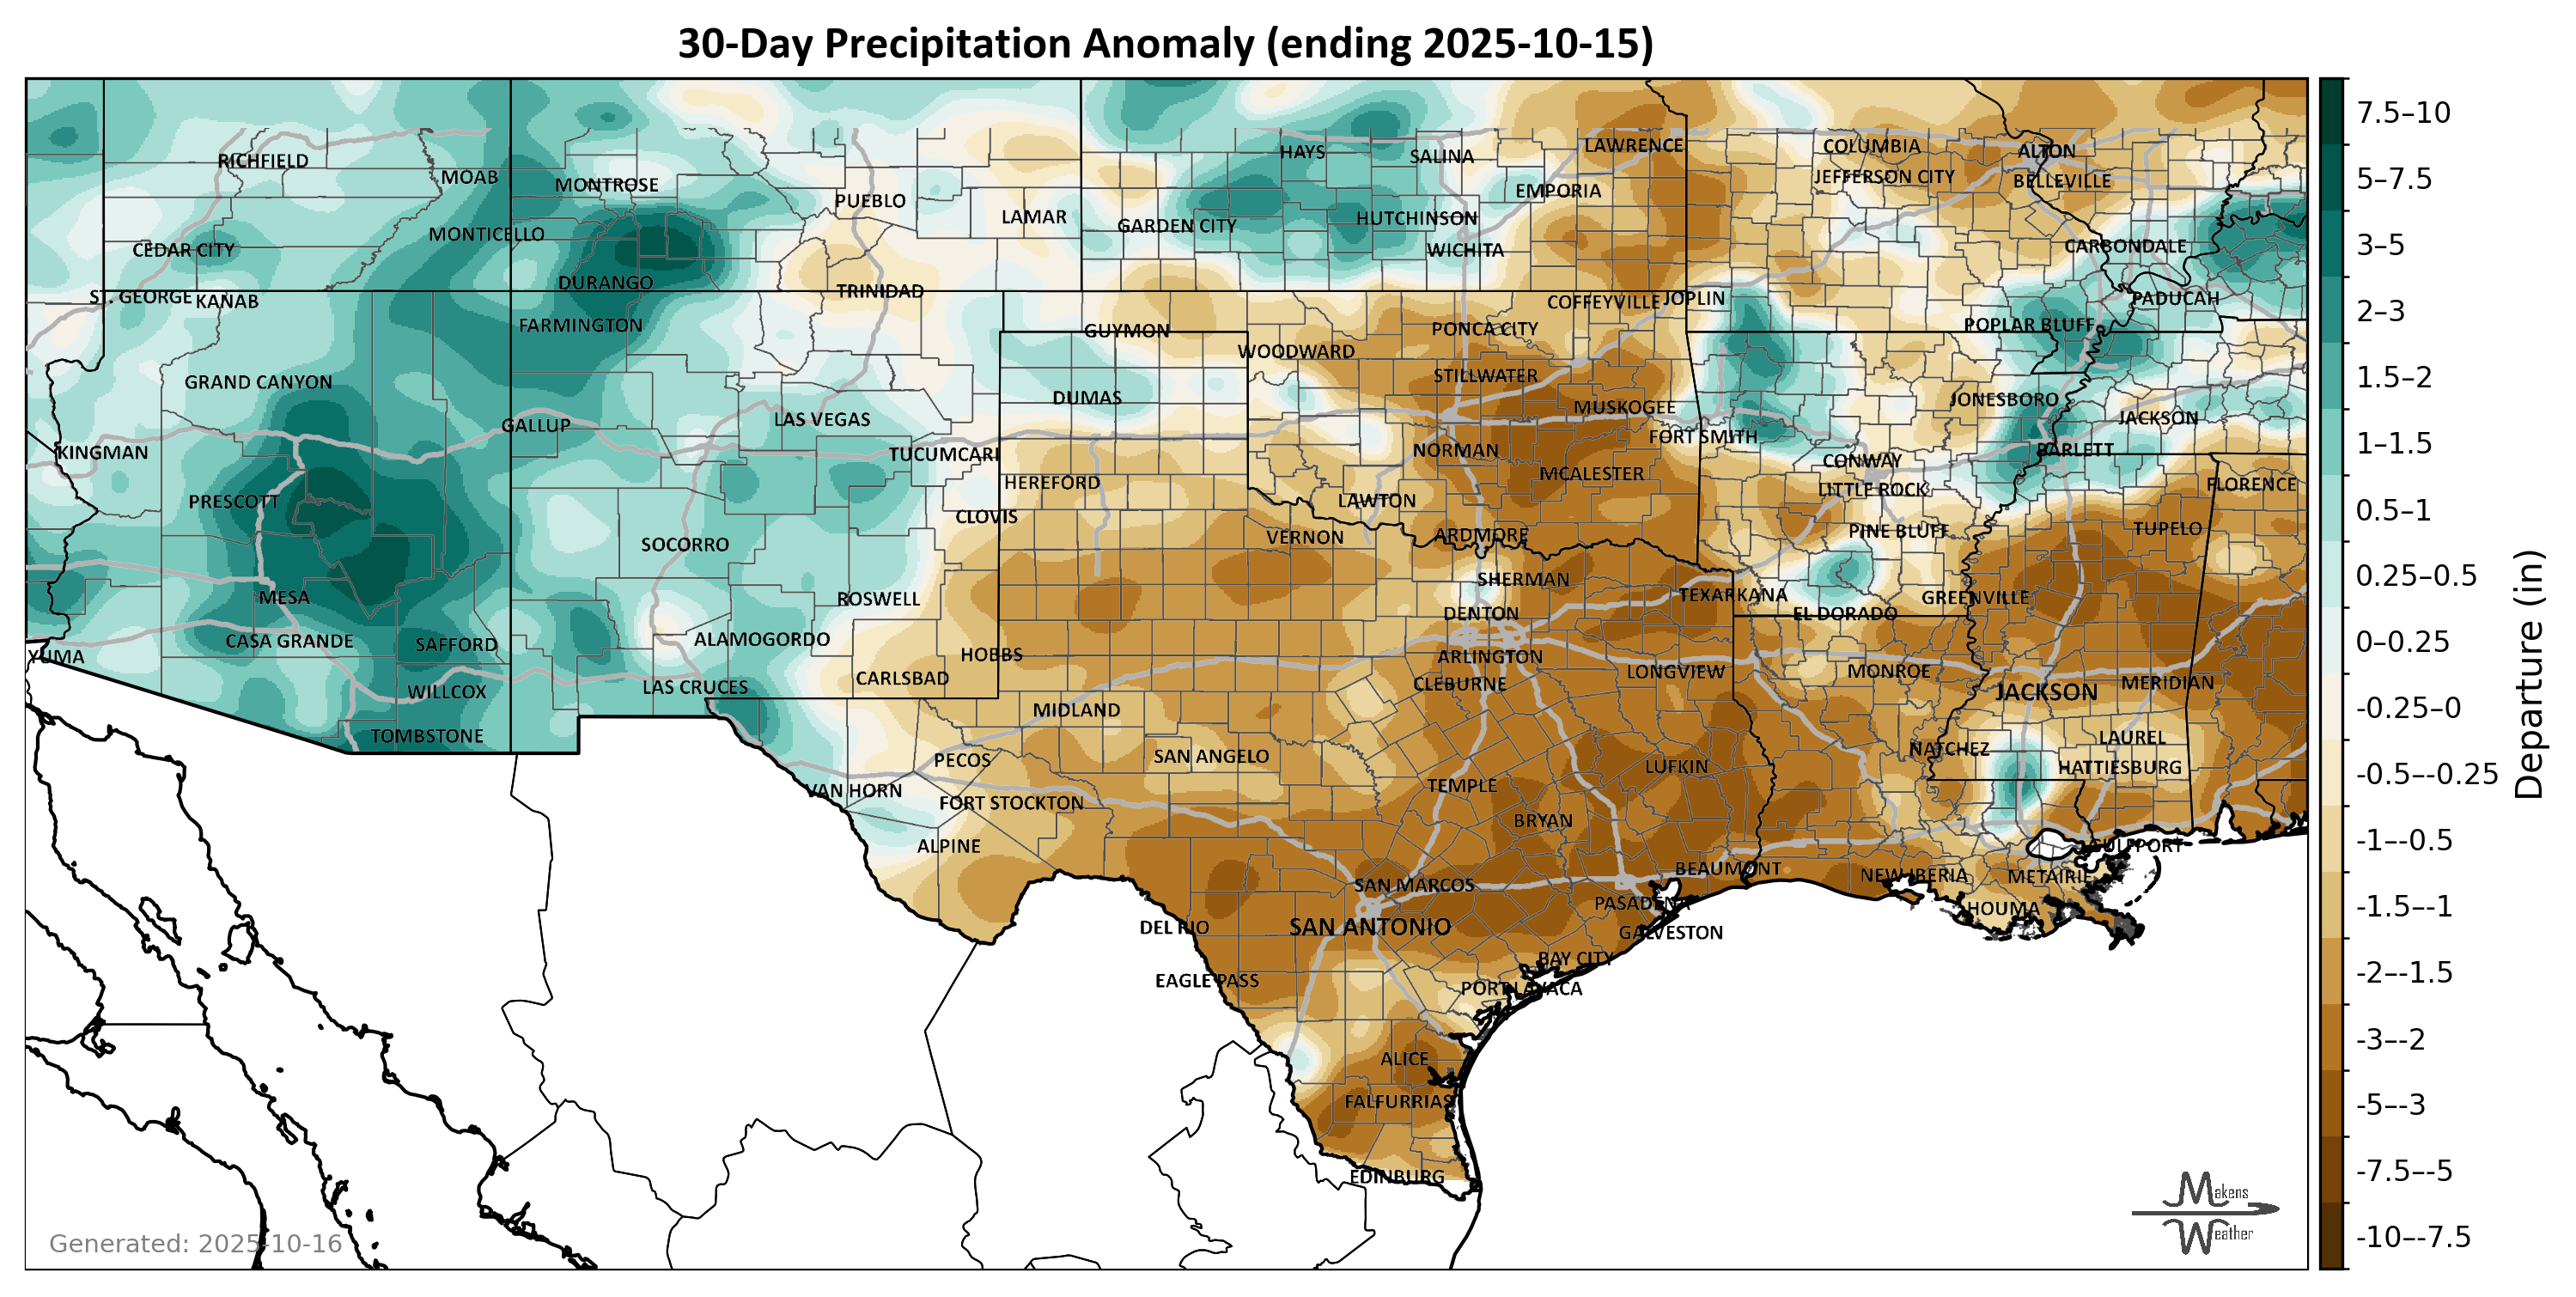 30-Day Precipitation Anomaly (ending 2025-10-15)
RICHFIELD
MOAB
MONTROSE
PUEBLO
LAMAR
HAYS
SALINA
LAWRENCE
EMPORIA
COLUMBIA
JEFFERSON CITY
ALTON
BELLEVILLE
CEDAR CITY
MONTICELLO
DURANGO
GARDEN CITY
HUTCHINSON
WICHITA
CARBONDALE
ST. GEORGE
KANAB
FARMINGTON
TRINIDAD
GUYMON
COFFEYVILLE
JOPLIN
PONCA CITY
POPLAR BLUFF
PADUCAH
WOODWARD
GRAND CANYON
STILLWATER
DUMAS
MUSKOGEE
JONESBORO
JACKSON
GALLUP
LAS VEGAS
KINGMAN
TUCUMCARI
NORMAN
FORT SMITH
BARLETT
CONWAY
HEREFORD
MCALESTER
LITTLE ROCK
FLORENCE
PRESCOTT
LAWTON
CLOVIS
VERNON
ARDMORE
PINE BLUFF
TUPELO
SOCORRO
SHERMAN
MESA
ROSWELL
DENTON
TEXARKANA
EL DORADO
GREENVILLE
CASA GRANDE
SAFFORD
ALAMOGORDO
YUMA
HOBBS
ARLINGTON
CLEBURNE
LONGVIEW
MONROE
WILLCOX
LAS CRUCES
CARLSBAD
JACKSON
MERIDIAN
TOMBSTONE
MIDLAND
NATCHEZ
LAUREL
PECOS
SAN ANGELO
LUFKIN
HATTIESBURG
VAN HORN
FORT STOCKTON
TEMPLE
BRYAN
ALPINE
GULFPORT
SAN MARCOS
BEAUMONT
NEW IBERIA
METAIRIE
DEL RIO
SAN ANTONIO
PASADENA
HOUMA
GALVESTON
EAGLE PASS
BAY CITY
PORT LAVACA
ALICE
FALFURRIAS
EDINBURG
Generated: 2025-10-16
Makens
Weather
7.5–10
5–7.5
3–5
2–3
1.5–2
1–1.5
0.5–1
0.25–0.5
0–0.25
-0.25–0
-0.5–-0.25
-1–-0.5
-1.5–-1
-2–-1.5
-3–-2
-5–-3
-7.5–-5
-10–-7.5
Departure (in)